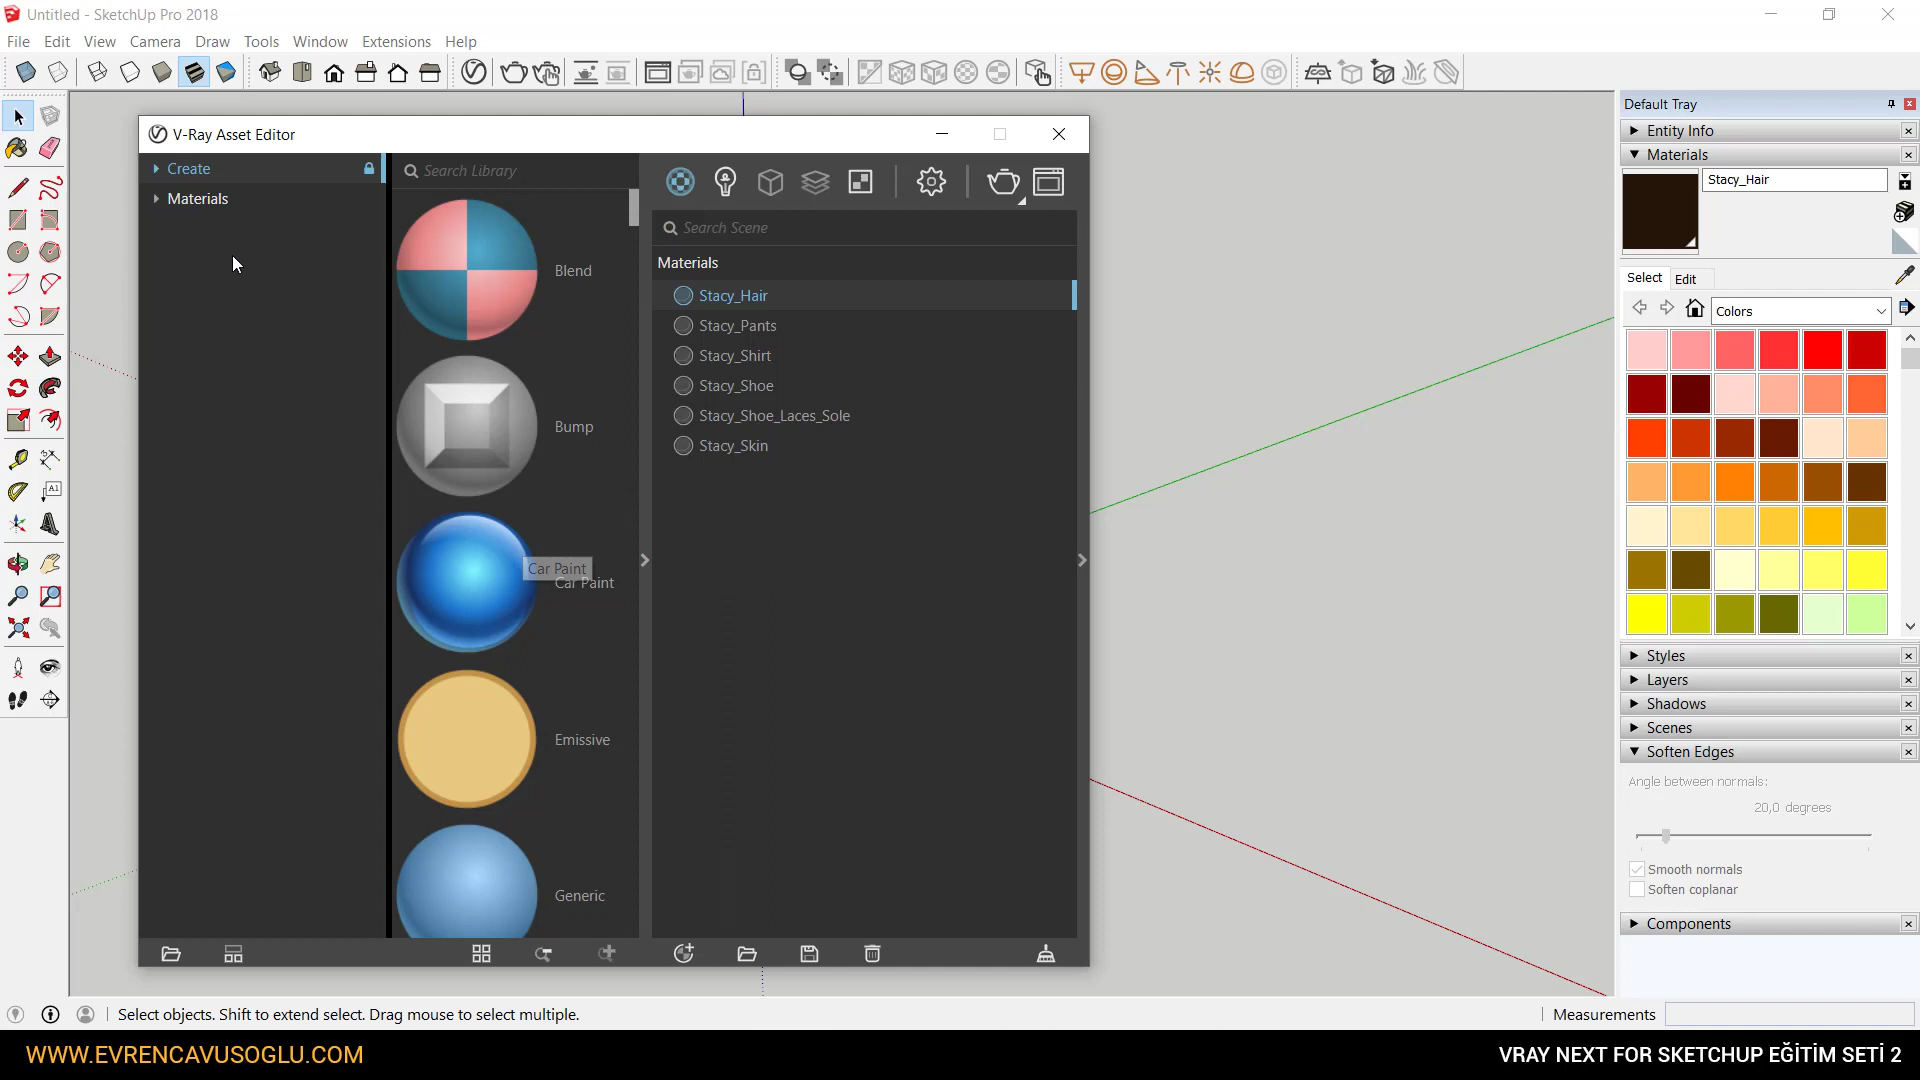 Untitled - SketchUp Pro 2018
File Edit View Camera Draw Tools Window Extensions Help
V-Ray Asset Editor
Create
Materials
Search Library
Blend
Bump
Car Paint
Car Paint
Emissive
Generic
Search Scene
Materials
Stacy_Hair
Stacy_Pants
Stacy_Shirt
Stacy_Shoe
Stacy_Shoe_Laces_Sole
Stacy_Skin
A1
Default Tray
Entity Info
Materials
Stacy_Hair
Select Edit
Colors
Styles
Layers
Shadows
Scenes
Soften Edges
Angle between normals:
20,0 degrees
Smooth normals
Soften coplanar
Components
Select objects. Shift to extend select. Drag mouse to select multiple.
Measurements
WWW.EVRENCAVUSOGLU.COM
VRAY NEXT FOR SKETCHUP EĞİTİM SETİ 2